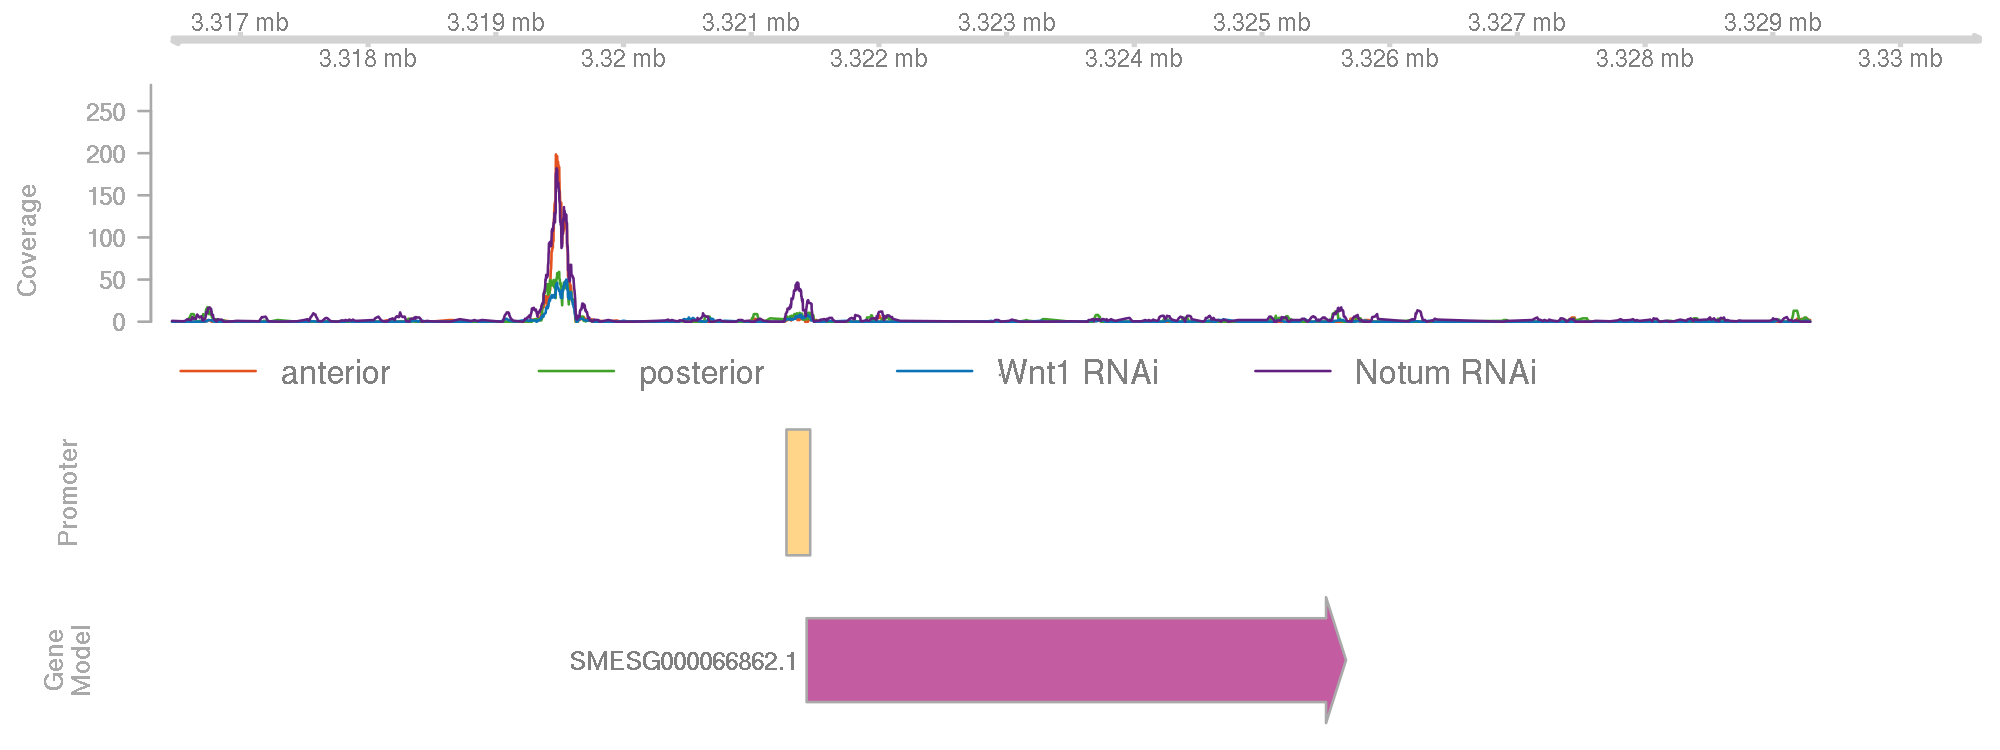 3.317 mb 3.319 mb 3.321 mb 3.323 mb 3.325 mb 3.327 mb 3.329 mb
3.318 mb 3.32 mb 3.322 mb 3.324 mb 3.326 mb 3.328 mb 3.33 mb
Coverage
250
200
150
100
50
0
anterior posterior Wnt1 RNAi Notum RNAi
Promoter
Gene
Model
SMESG000066862.1